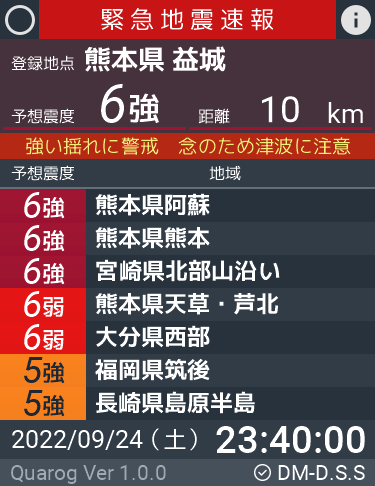 緊急地震速報
登録地点 熊本県 益城
予想震度 6強 距離 10 km
強い揺れに警戒 念のため津波に注意
予想震度 地域
6強 熊本県阿蘇
6強 熊本県熊本
6強 宮崎県北部山沿い
6弱 熊本県天草・芦北
6弱 大分県西部
5強 福岡県筑後
5強 長崎県島原半島
2022/09/24（土） 23:40:00
Quarog Ver 1.0.0 DM-D.S.S